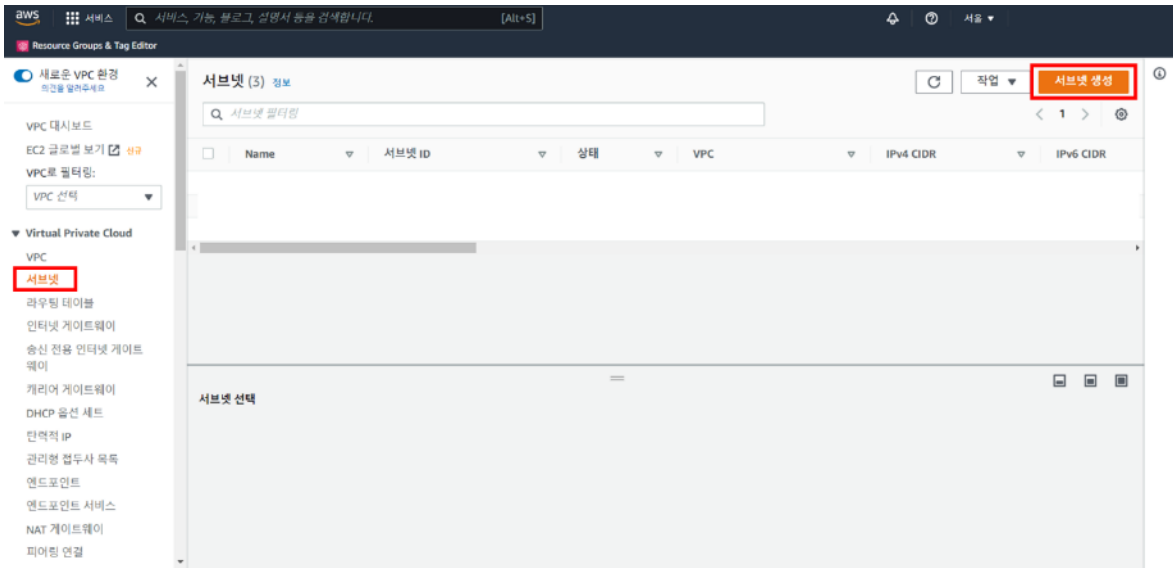 aws
서비스
서비스, 기능, 블로그, 설명서 등을 검색합니다.
[Alt+S]
서울 ▼
Resource Groups & Tag Editor
새로운 VPC 환경
의견을 알려주세요
VPC 대시보드
EC2 글로벌 보기 신규
VPC로 필터링:
VPC 선택
Virtual Private Cloud
VPC
서브넷
라우팅 테이블
인터넷 게이트웨이
송신 전용 인터넷 게이트
웨이
캐리어 게이트웨이
DHCP 옵션 세트
탄력적 IP
관리형 접두사 목록
엔드포인트
엔드포인트 서비스
NAT 게이트웨이
피어링 연결
서브넷 (3) 정보
작업 ▼
서브넷 생성
서브넷 필터링
< 1 >
Name
서브넷 ID
상태
VPC
IPv4 CIDR
IPv6 CIDR
서브넷 선택